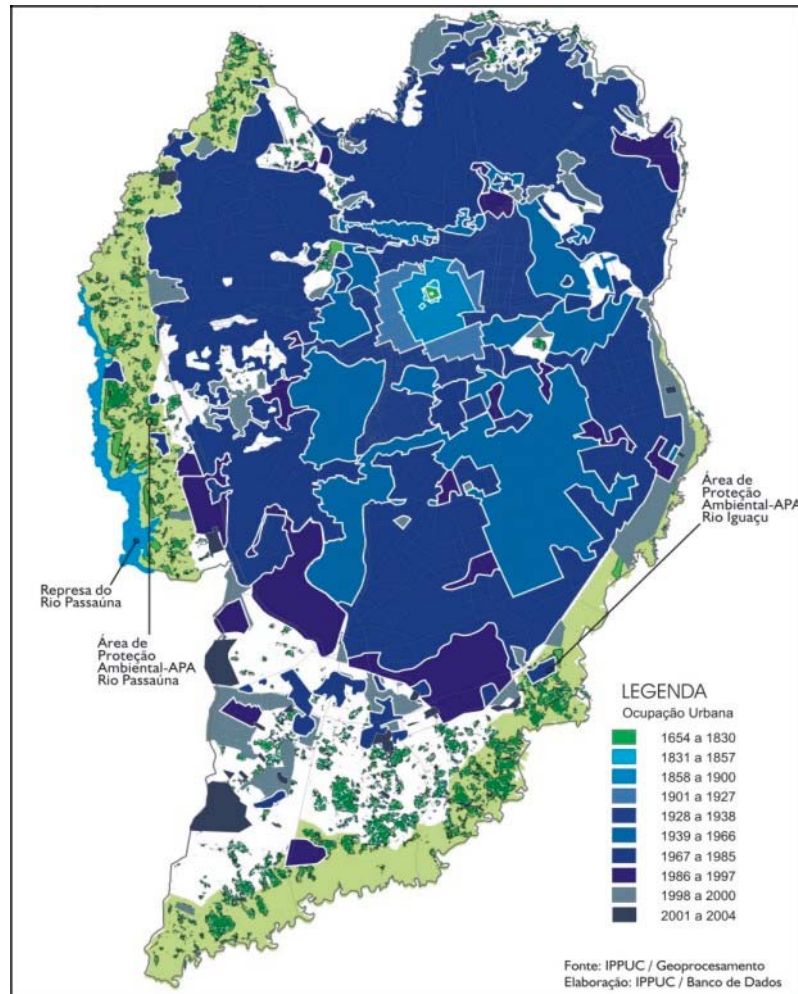 Área de
Proteção
Ambiental-APA
Rio Iguaçu
Represa do
Rio Passaúna
Área de
Proteção
Ambiental-APA
Rio Passaúna
LEGENDA
Ocupação Urbana
1654 a 1830
1831 a 1857
1858 a 1900
1901 a 1927
1928 a 1938
1939 a 1966
1967 a 1985
1986 a 1997
1998 a 2000
2001 a 2004
Fonte: IPPUC / Geoprocesamento
Elaboração: IPPUC / Banco de Dados